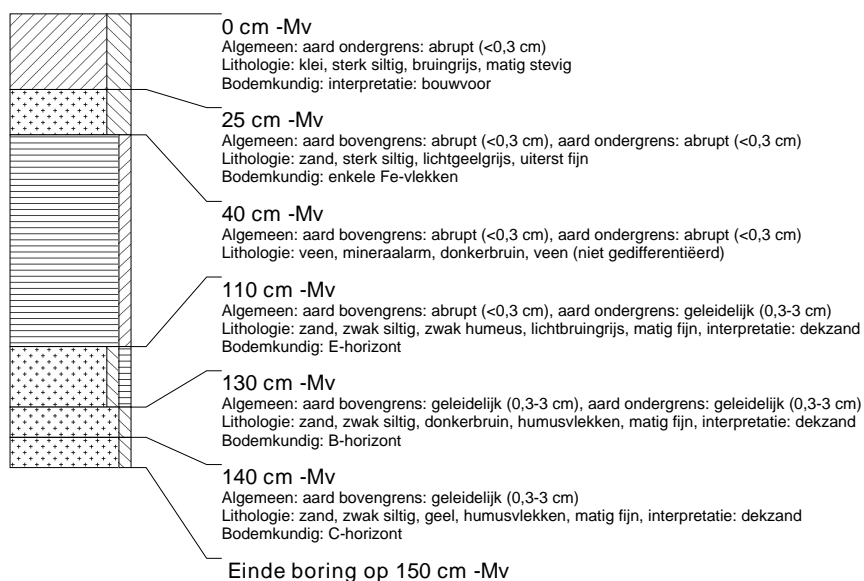 0 cm -Mv
Algemeen: aard ondergrens: abrupt (<0,3 cm)
Lithologie: klei, sterk siltig, bruingrijs, matig stevig
Bodemkundig: interpretatie: bouwvoor
25 cm -Mv
Algemeen: aard bovengrens: abrupt (<0,3 cm), aard ondergrens: abrupt (<0,3 cm)
Lithologie: zand, sterk siltig, lichtgeelgrijs, uiterst fijn
Bodemkundig: enkele Fe-vlekken
40 cm -Mv
Algemeen: aard bovengrens: abrupt (<0,3 cm), aard ondergrens: abrupt (<0,3 cm)
Lithologie: veen, mineraalarm, donkerbruin, veen (niet gedifferentiëerd)
110 cm -Mv
Algemeen: aard bovengrens: abrupt (<0,3 cm), aard ondergrens: geleidelijk (0,3-3 cm)
Lithologie: zand, zwak siltig, zwak humeus, lichtbruingrijs, matig fijn, interpretatie: dekzand
Bodemkundig: E-horizont
130 cm -Mv
Algemeen: aard bovengrens: geleidelijk (0,3-3 cm), aard ondergrens: geleidelijk (0,3-3 cm)
Lithologie: zand, zwak siltig, donkerbruin, humusvlekken, matig fijn, interpretatie: dekzand
Bodemkundig: B-horizont
140 cm -Mv
Algemeen: aard bovengrens: geleidelijk (0,3-3 cm)
Lithologie: zand, zwak siltig, geel, humusvlekken, matig fijn, interpretatie: dekzand
Bodemkundig: C-horizont
Einde boring op 150 cm -Mv